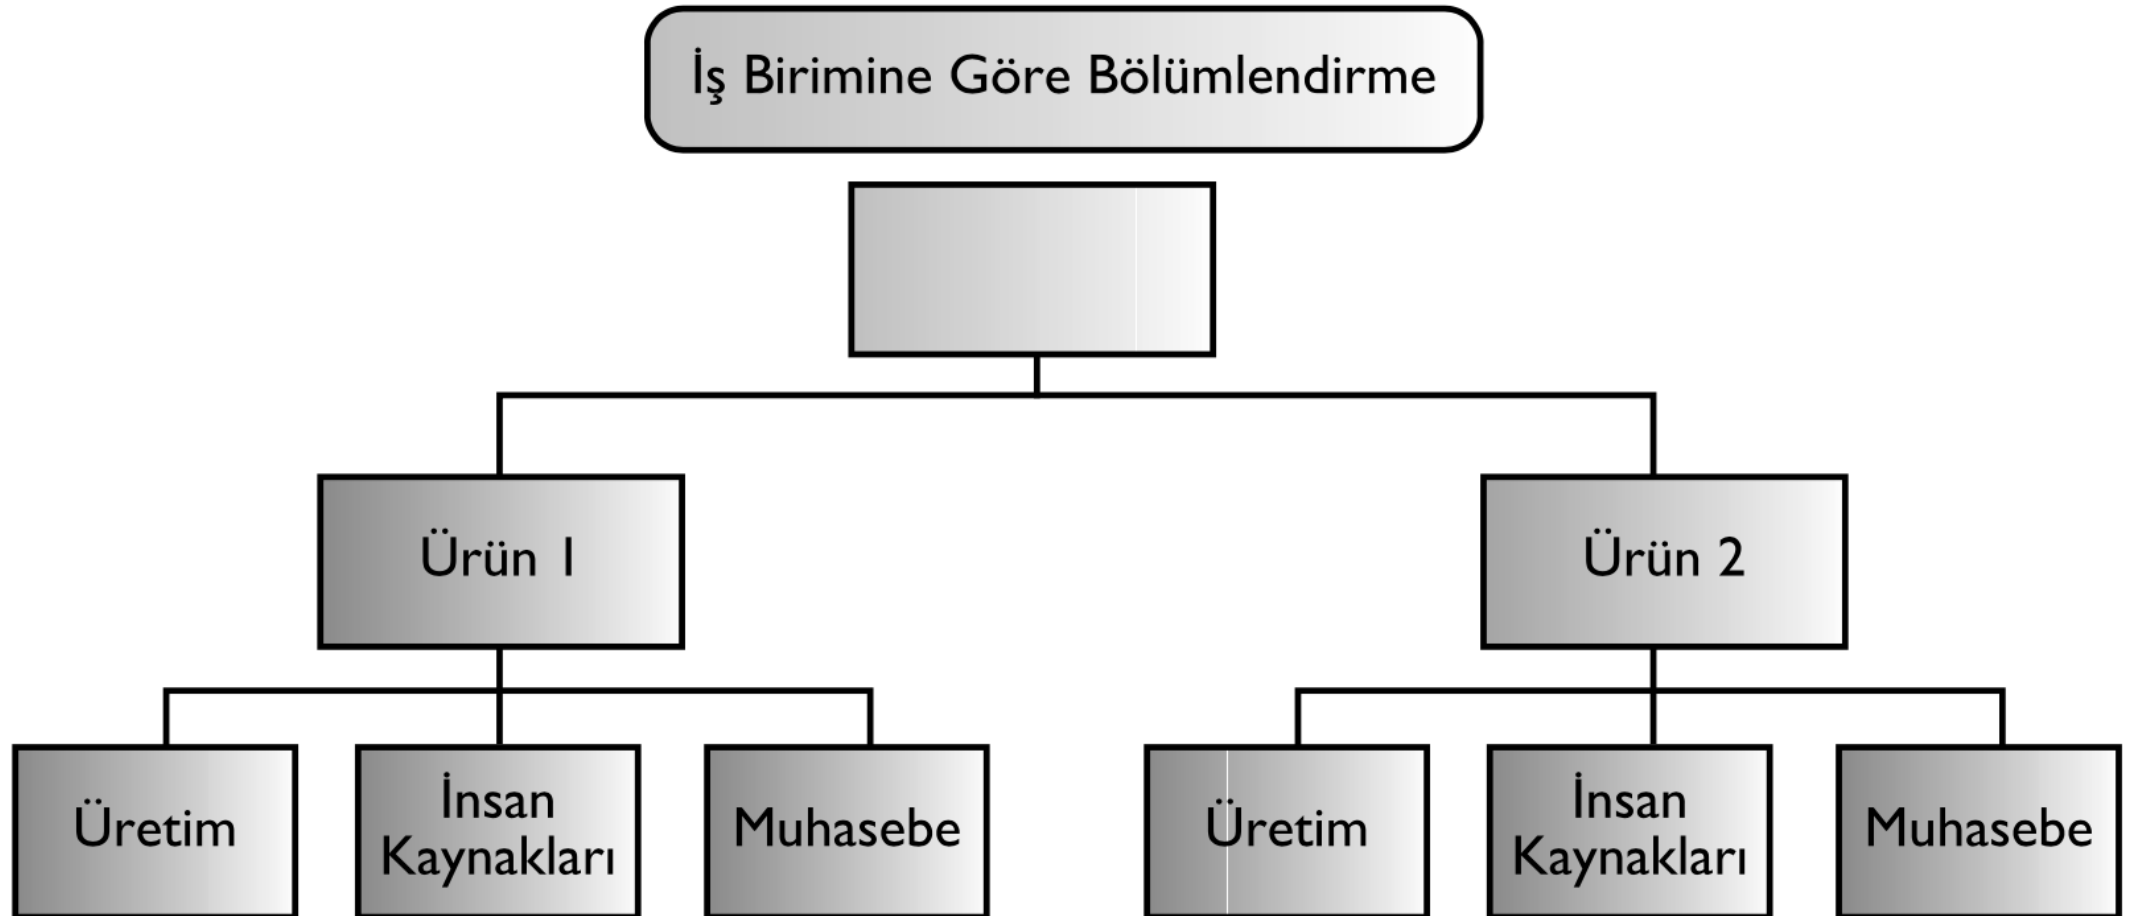 İş Birimine Göre Bölümlendirme
Ürün 1
Ürün 2
Üretim
İnsan
Kaynakları
Muhasebe
Üretim
İnsan
Kaynakları
Muhasebe